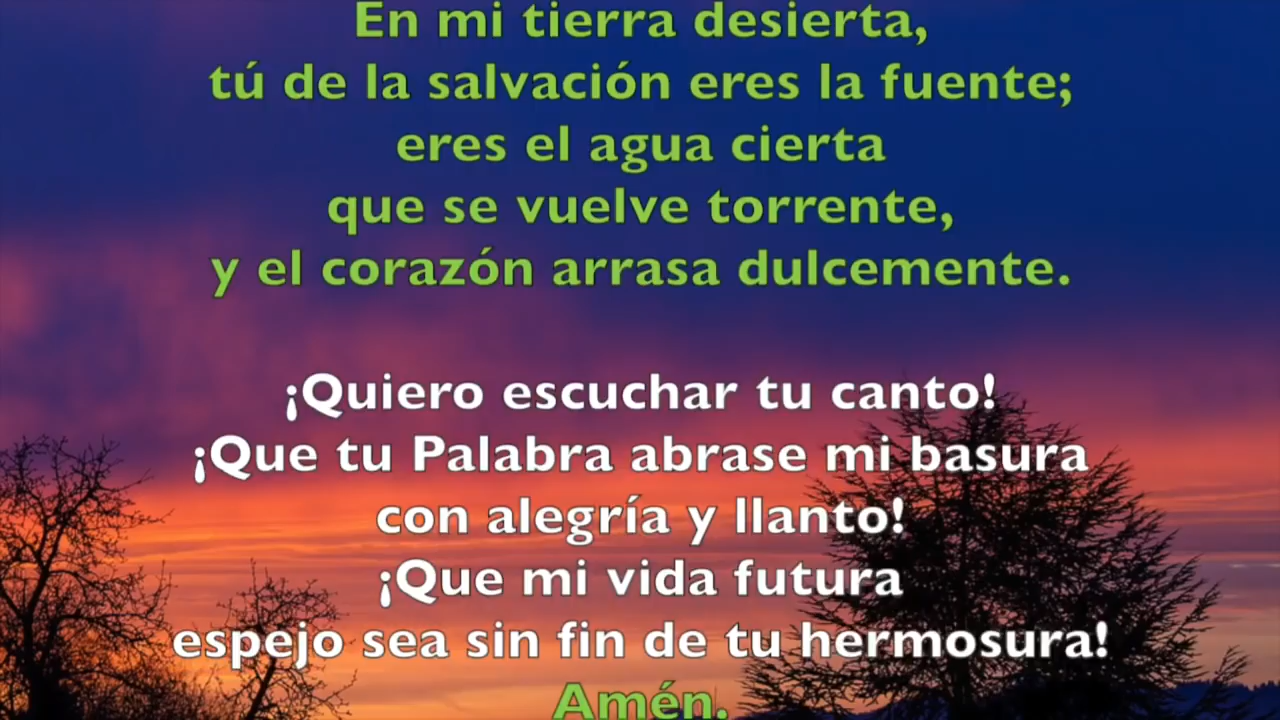 En mi tierra desierta,
tú de la salvación eres la fuente;
eres el agua cierta
que se vuelve torrente,
y el corazón arrasa dulcemente.
¡Quiero escuchar tu canto!
¡Que tu Palabra abrase mi basura
con alegría y llanto!
¡Que mi vida futura
espejo sea sin fin de tu hermosura!
Amén.